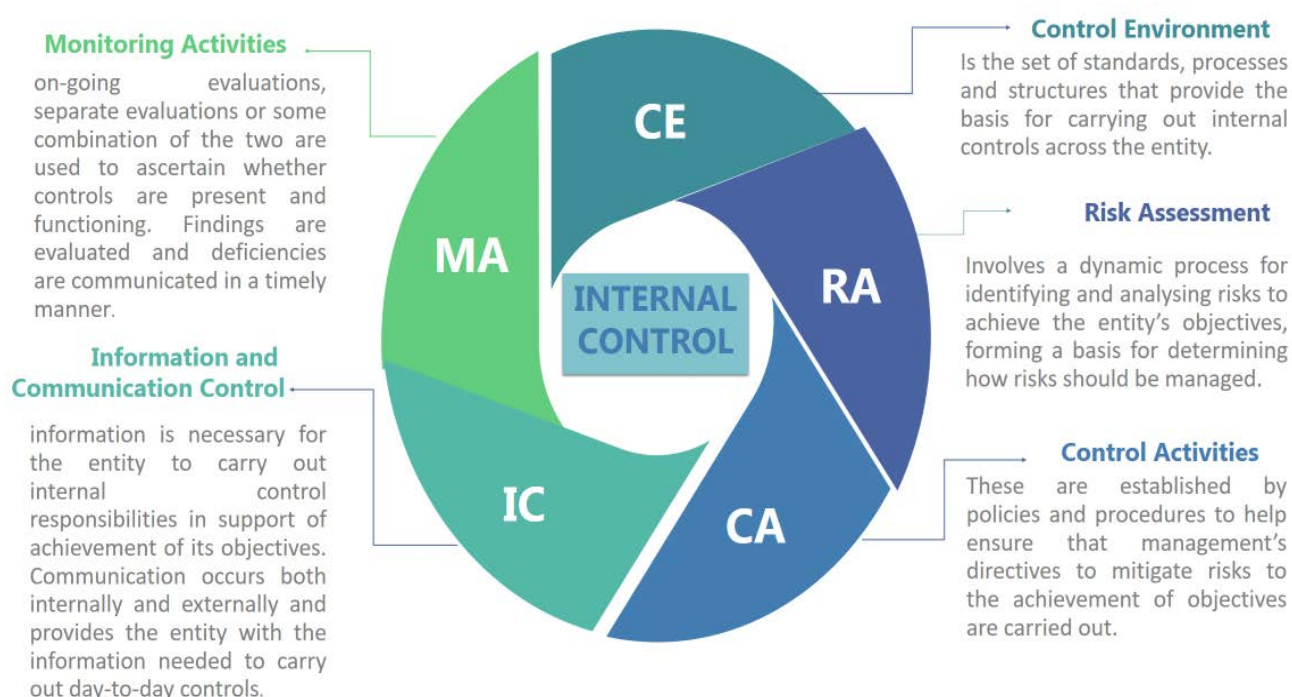 Monitoring Activities
on-going evaluations,
separate evaluations or some
combination of the two are
used to ascertain whether
controls are present and
functioning. Findings are
evaluated and deficiencies
are communicated in a timely
manner.
Information and
Communication Control
information is necessary for
the entity to carry out
internal control
responsibilities in support of
achievement of its objectives.
Communication occurs both
internally and externally and
provides the entity with the
information needed to carry
out day-to-day controls.
CE
MA
RA
INTERNAL
CONTROL
IC
CA
Control Environment
Is the set of standards, processes
and structures that provide the
basis for carrying out internal
controls across the entity.
Risk Assessment
Involves a dynamic process for
identifying and analysing risks to
achieve the entity's objectives,
forming a basis for determining
how risks should be managed.
Control Activities
These are established by
policies and procedures to help
ensure that management's
directives to mitigate risks to
the achievement of objectives
are carried out.